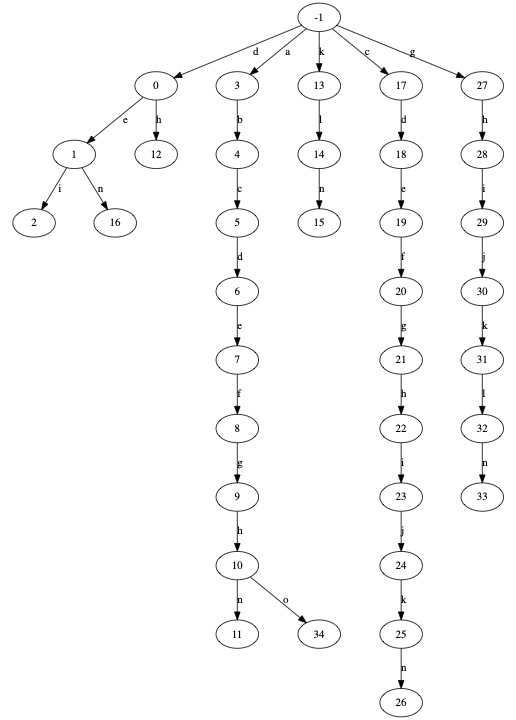 -1
d a k c g
0 3 13 17 27
e h b l d h
1 12 4 14 18 28
i n c n e i
2 16 5 15 19 29
d f j
6 20 30
e g k
7 21 31
f h l
8 22 32
g i n
9 23 33
h j
10 24
n o k
11 34 25
n
26